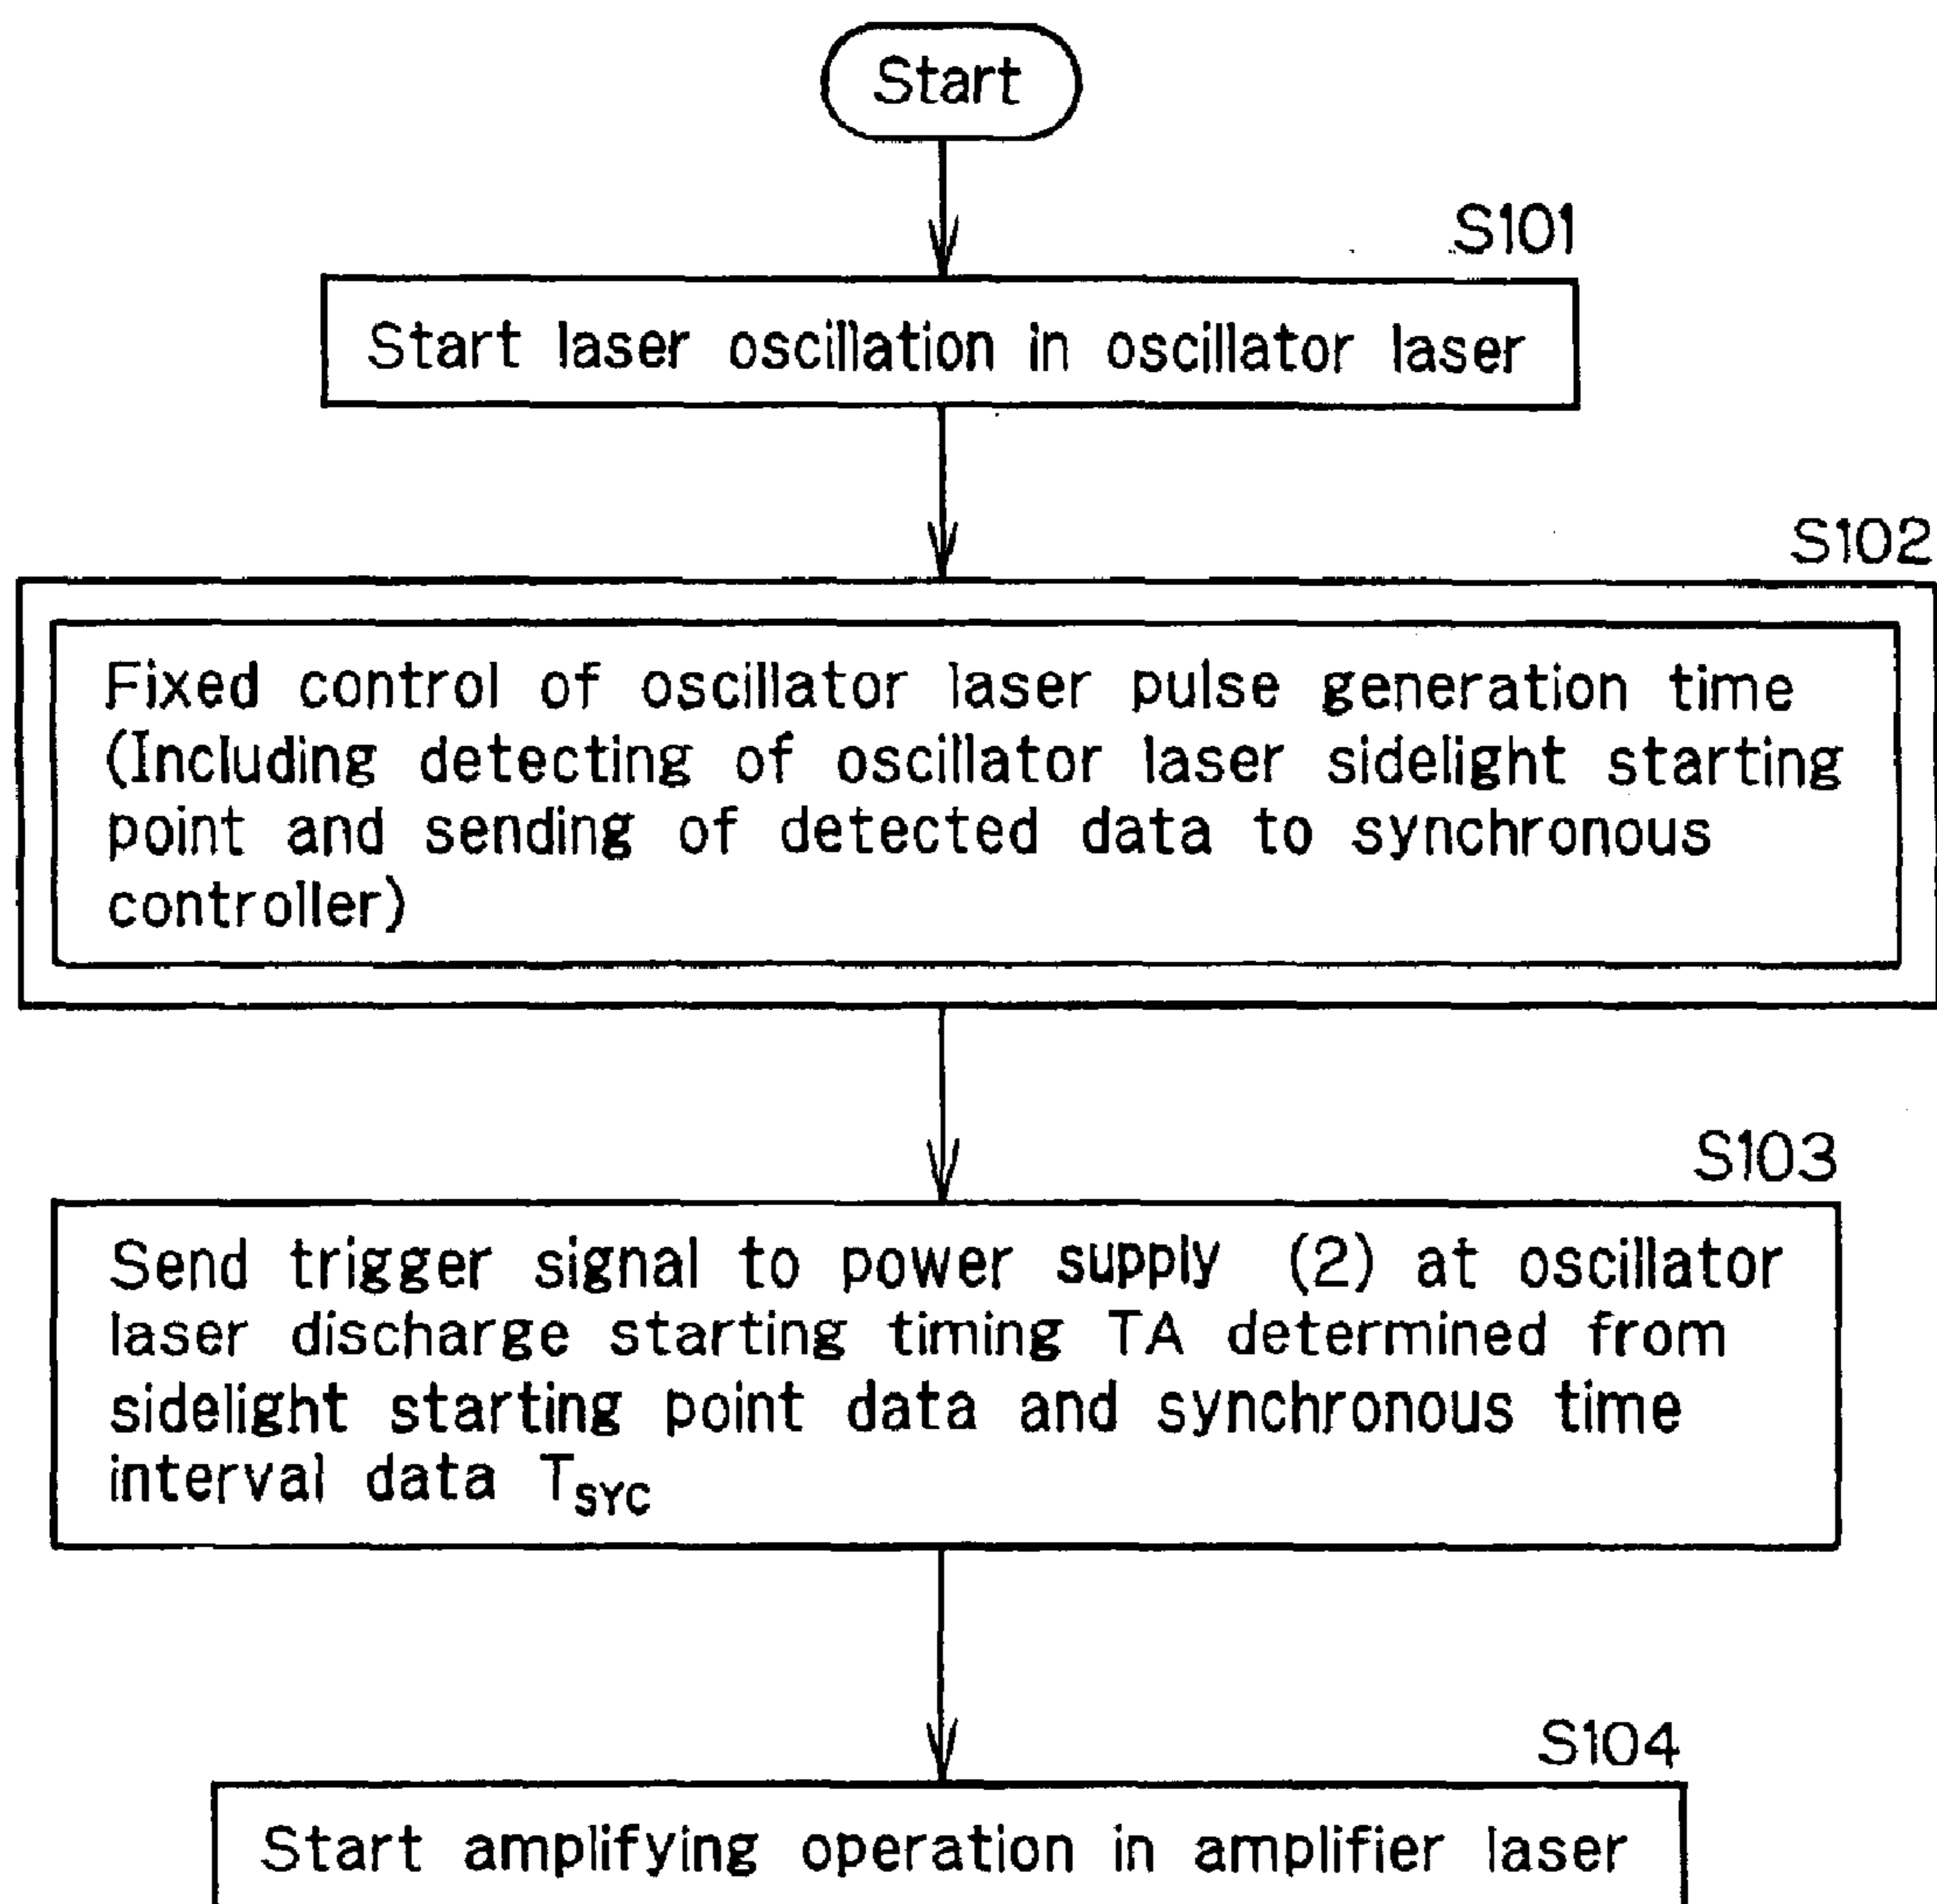 Start
S101
Start laser oscillation in oscillator laser
S102
Fixed control of oscillator laser pulse generation time
(Including detecting of oscillator laser sidelight starting
point and sending of detected data to synchronous
controller)
S103
Send trigger signal to power supply (2) at oscillator
laser discharge starting timing TA determined from
sidelight starting point data and synchronous time
interval data TSYC
S104
Start amplifying operation in amplifier laser